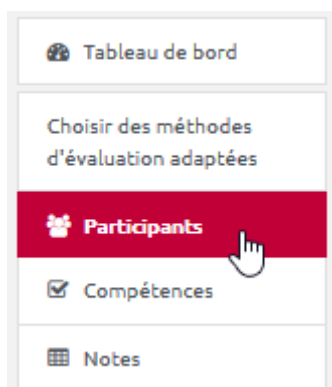 Tableau de bord
Choisir des méthodes
d'évaluation adaptées
Participants
Compétences
Notes